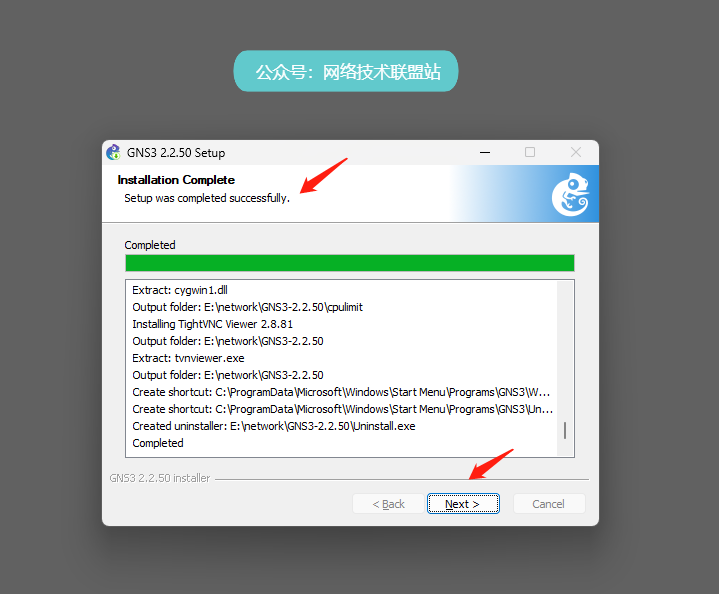 公众号：网络技术联盟站
GNS3 2.2.50 Setup
Installation Complete
Setup was completed successfully.
Completed
Extract: cygwin1.dll
Output folder: E:\network\GNS3-2.2.50\cpulimit
Installing TightVNC Viewer 2.8.81
Output folder: E:\network\GNS3-2.2.50
Extract: tvnviewer.exe
Output folder: E:\network\GNS3-2.2.50
Create shortcut: C:\ProgramData\Microsoft\Windows\Start Menu\Programs\GNS3\W...
Create shortcut: C:\ProgramData\Microsoft\Windows\Start Menu\Programs\GNS3\Un...
Created uninstaller: E:\network\GNS3-2.2.50\Uninstall.exe
Completed
GNS3 2.2.50 installer
< Back Next > Cancel